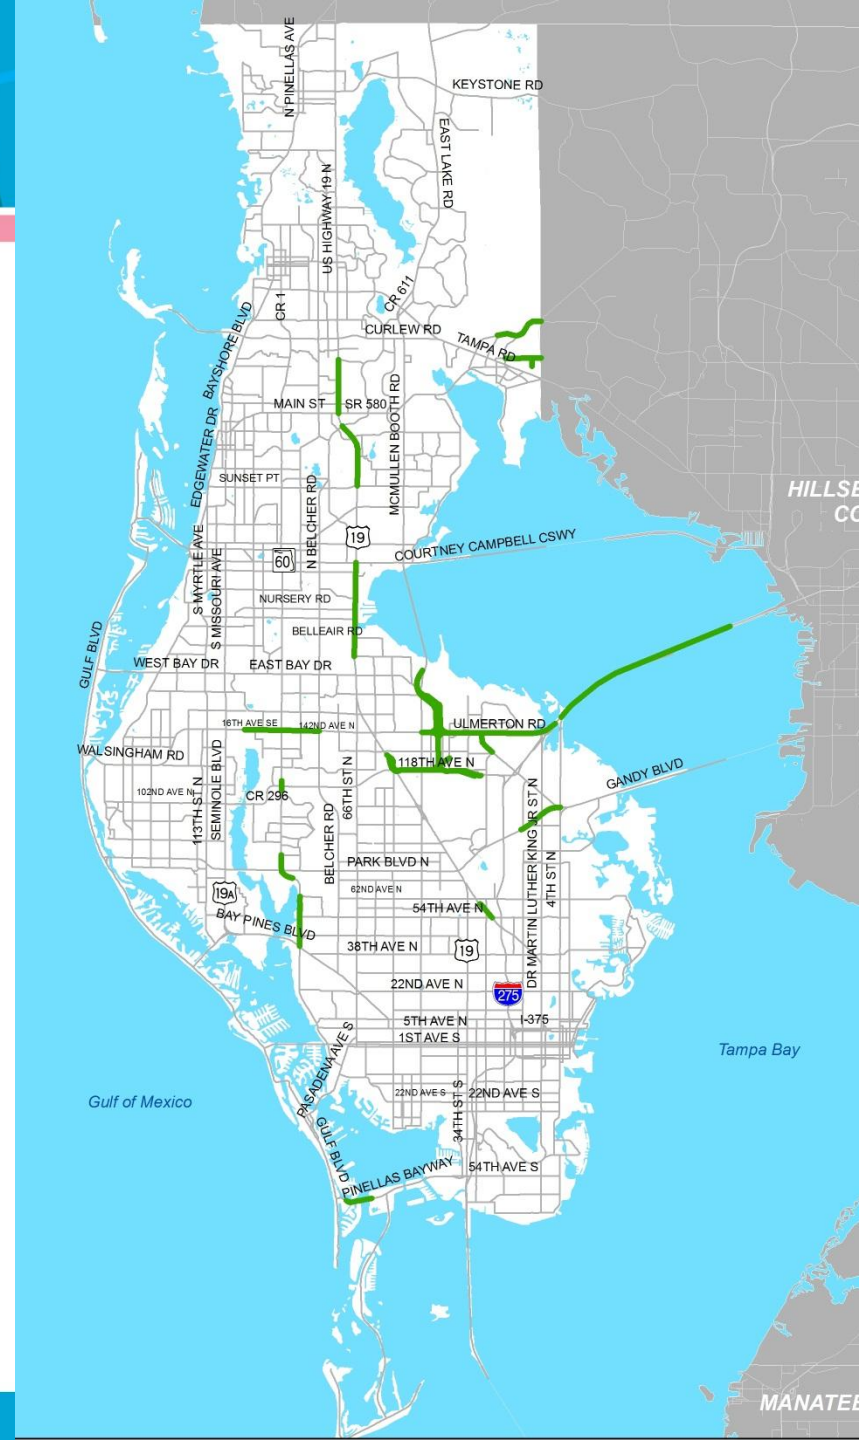 N PINELLAS AVE
KEYSTONE RD
EAST LAKE RD
US HIGHWAY 19 N
CR 611
CR 1
BAYSHORE BLVD
CURLEW RD
TAMPA RD
MAIN ST
SR 580
MCMULLEN BOOTH RD
EDGEWATER DR
SUNSET PT
N BELCHER RD
HILLSB
CO
19
COURTNEY CAMPBELL CSWY
60
S MYRTLE AVE
S MISSOURI AVE
NURSERY RD
BELLEAIR RD
GULF BLVD
WEST BAY DR
EAST BAY DR
16TH AVE SE
142ND AVE N
ULMERTON RD
WALSINGHAM RD
118TH AVE N
GANDY BLVD
66TH ST N
102ND AVE N
CR 296
113TH ST N
SEMINOLE BLVD
BELCHER RD
DR MARTIN LUTHER KING JR ST N
4TH ST N
PARK BLVD N
62ND AVE N
19A
54TH AVE N
BAY PINES BLVD
38TH AVE N
19
22ND AVE N
275
5TH AVE N
I-375
1ST AVE S
PASADENA AVE S
Tampa Bay
Gulf of Mexico
22ND AVE S
22ND AVE S
34TH ST S
GULF BLVD
54TH AVE S
PINELLAS BAYWAY
MANATEE